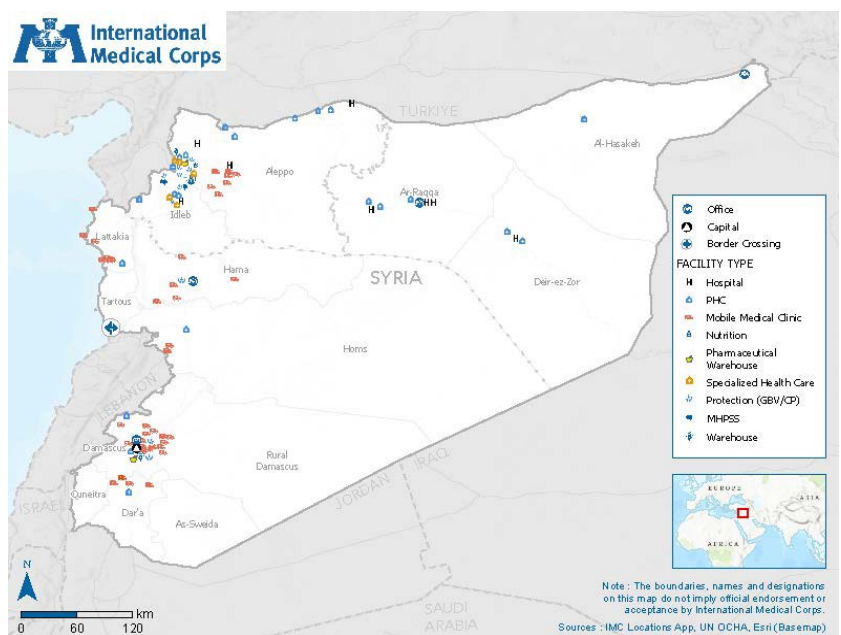 International
Medical Corps
TURKIYE
Al-Hasakeh
Aleppo
Ar-Raqqa
Idleb
Lattakia
Hama
SYRIA
Deir-ez-Zor
Tartous
Homs
LEBANON
Damascus
Rural
Damascus
IRAQ
JORDAN
Quneitra
ISRAEL
Dar'a
As-Sweida
SAUDI
ARABIA
Office
Capital
Border Crossing
FACILITY TYPE
H Hospital
PHC
Mobile Medical Clinic
Nutrition
Pharmaceutical
Warehouse
Specialized Health Care
Protection (GBV/CP)
MHPSS
Warehouse
EUROPE
ASIA
AFRICA
N
km
0 60 120
Note : The boundaries, names and designations
on this map do not imply official endorsement or
acceptance by International Medical Corps.
Sources : IMC Locations App, UN OCHA, Esri (Basemap)